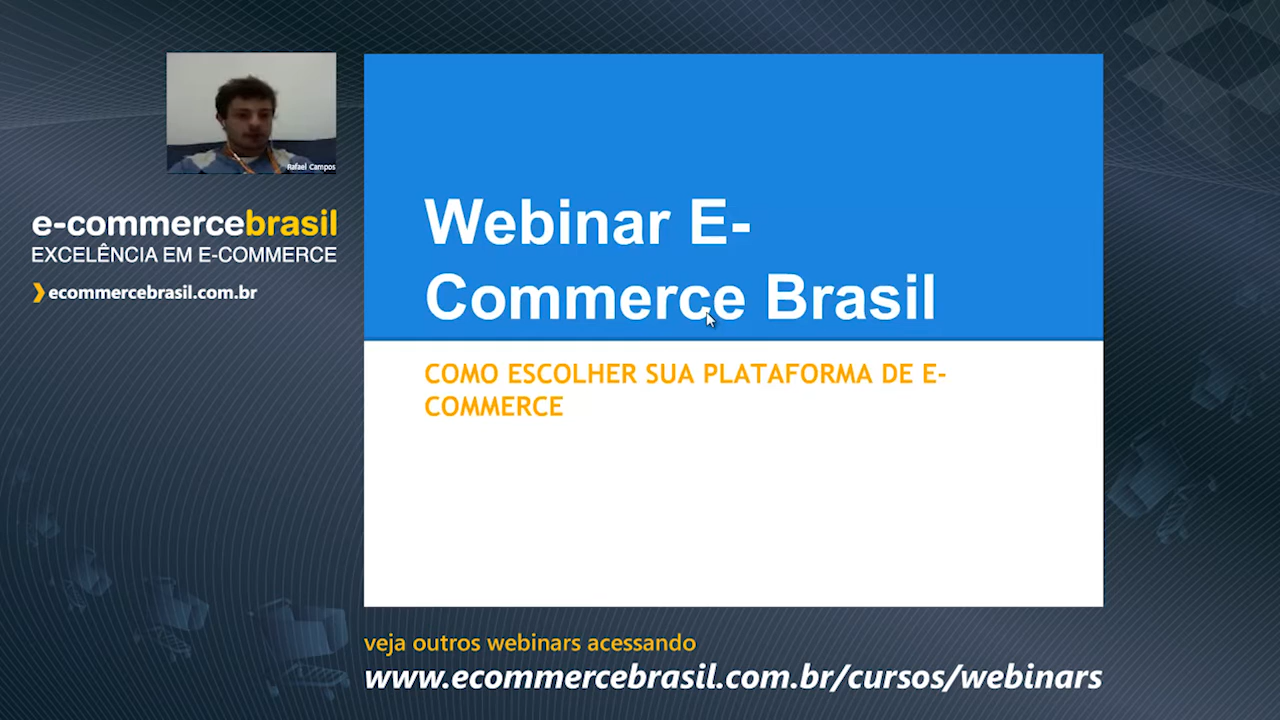 Rafael Campos
e-commercebrasil
EXCELÊNCIA EM E-COMMERCE
ecommercebrasil.com.br
Webinar E-
Commerce Brasil
COMO ESCOLHER SUA PLATAFORMA DE E-
COMMERCE
veja outros webinars acessando
www.ecommercebrasil.com.br/cursos/webinars